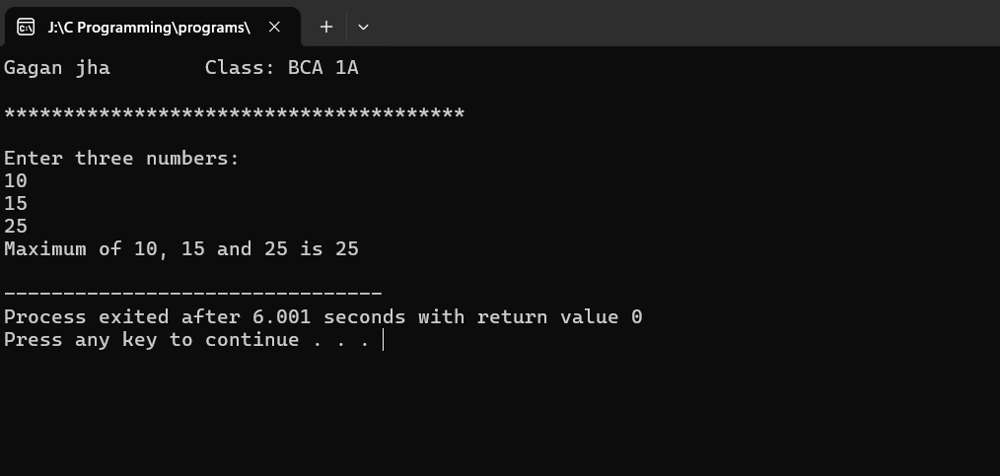 J:\C Programming\programs\
Gagan jha        Class: BCA 1A
***************************************
Enter three numbers:
10
15
25
Maximum of 10, 15 and 25 is 25
--------------------------------
Process exited after 6.001 seconds with return value 0
Press any key to continue . . .